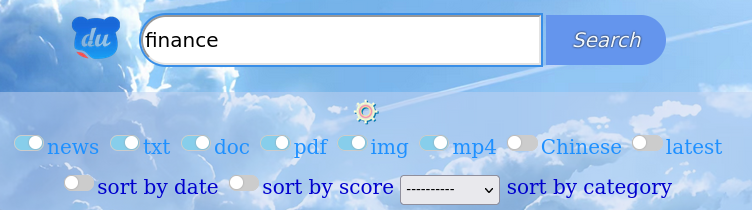 du finance Search
news txt doc pdf img mp4 Chinese latest
sort by date sort by score ---------- sort by category